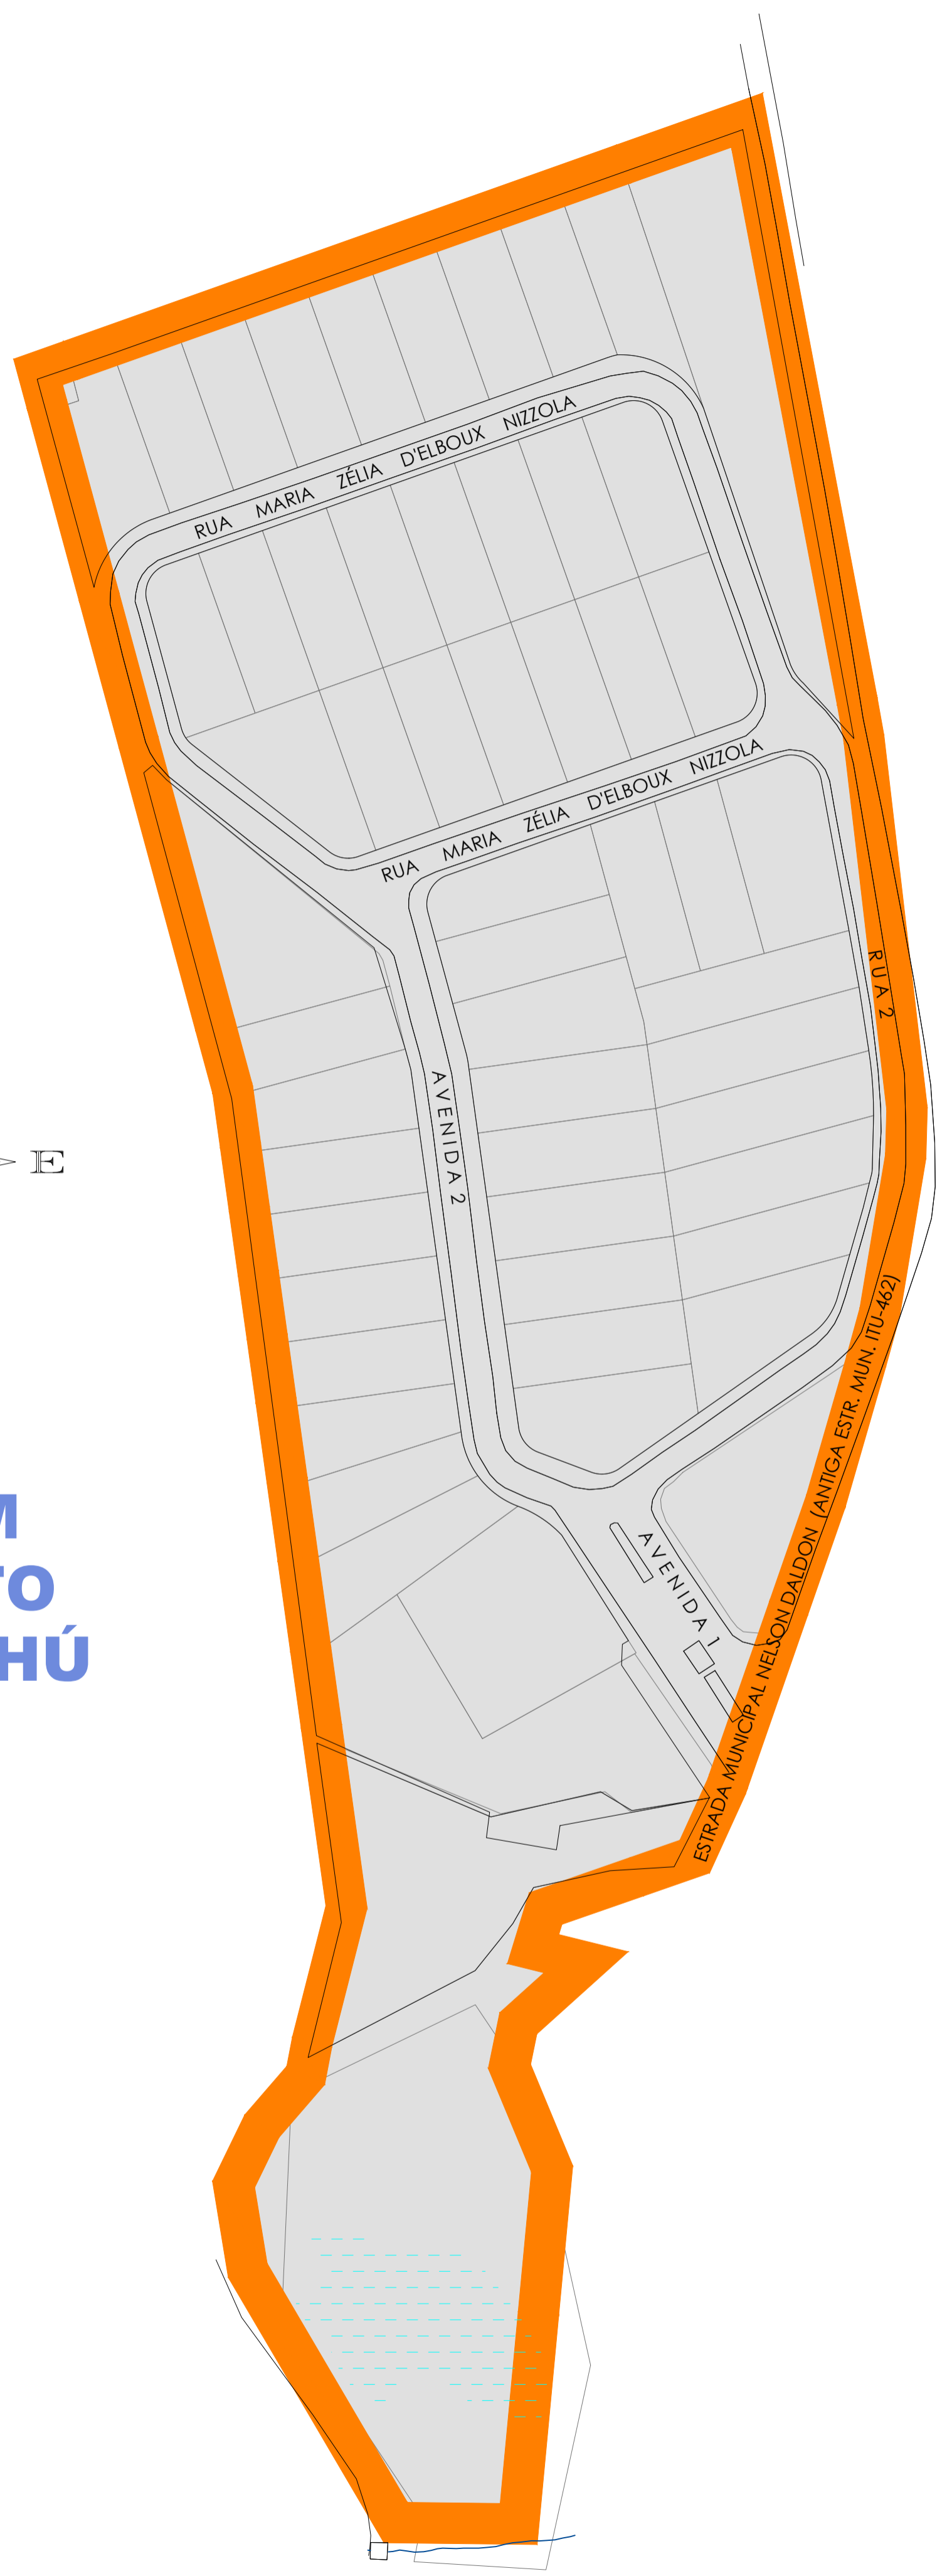 RUA MARIA ZÉLIA D'ELBOUX NIZZOLA
RUA MARIA ZÉLIA D'ELBOUX NIZZOLA
RUA 2
AVENIDA 2
E
ESTRADA MUNICIPAL NELSON DALDON (ANTIGA ESTR. MUN. ITU-462)
AVENIDA 1
M
TO
HÚ